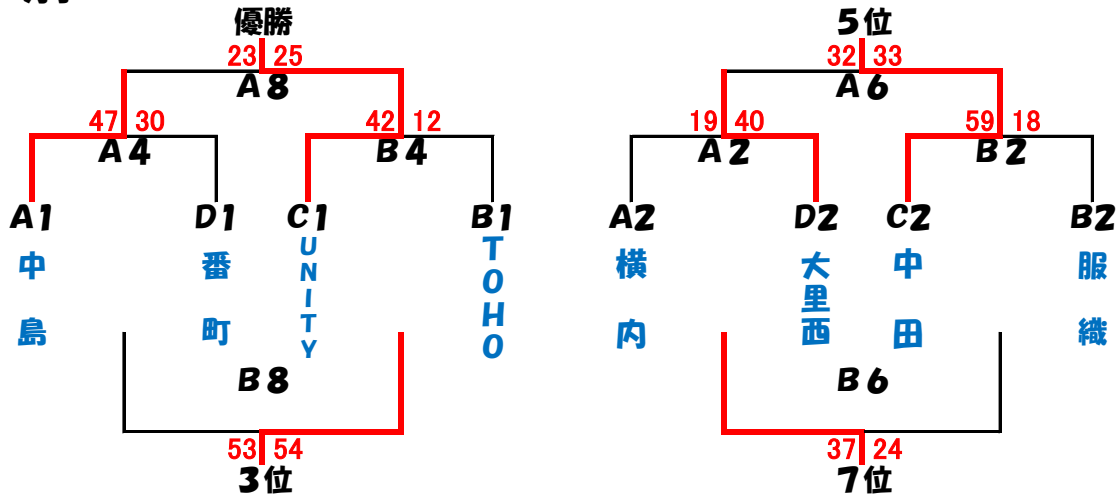 優勝 5位
23 25 32 33
A8 A6
47 30 42 12 19 40 59 18
A4 B4 A2 B2
A1 D1 C1 B1 A2 D2 C2 B2
中島 番町 UNITY TOHO 横内 大里西 中田 服織
B8 B6
53 54 37 24
3位 7位